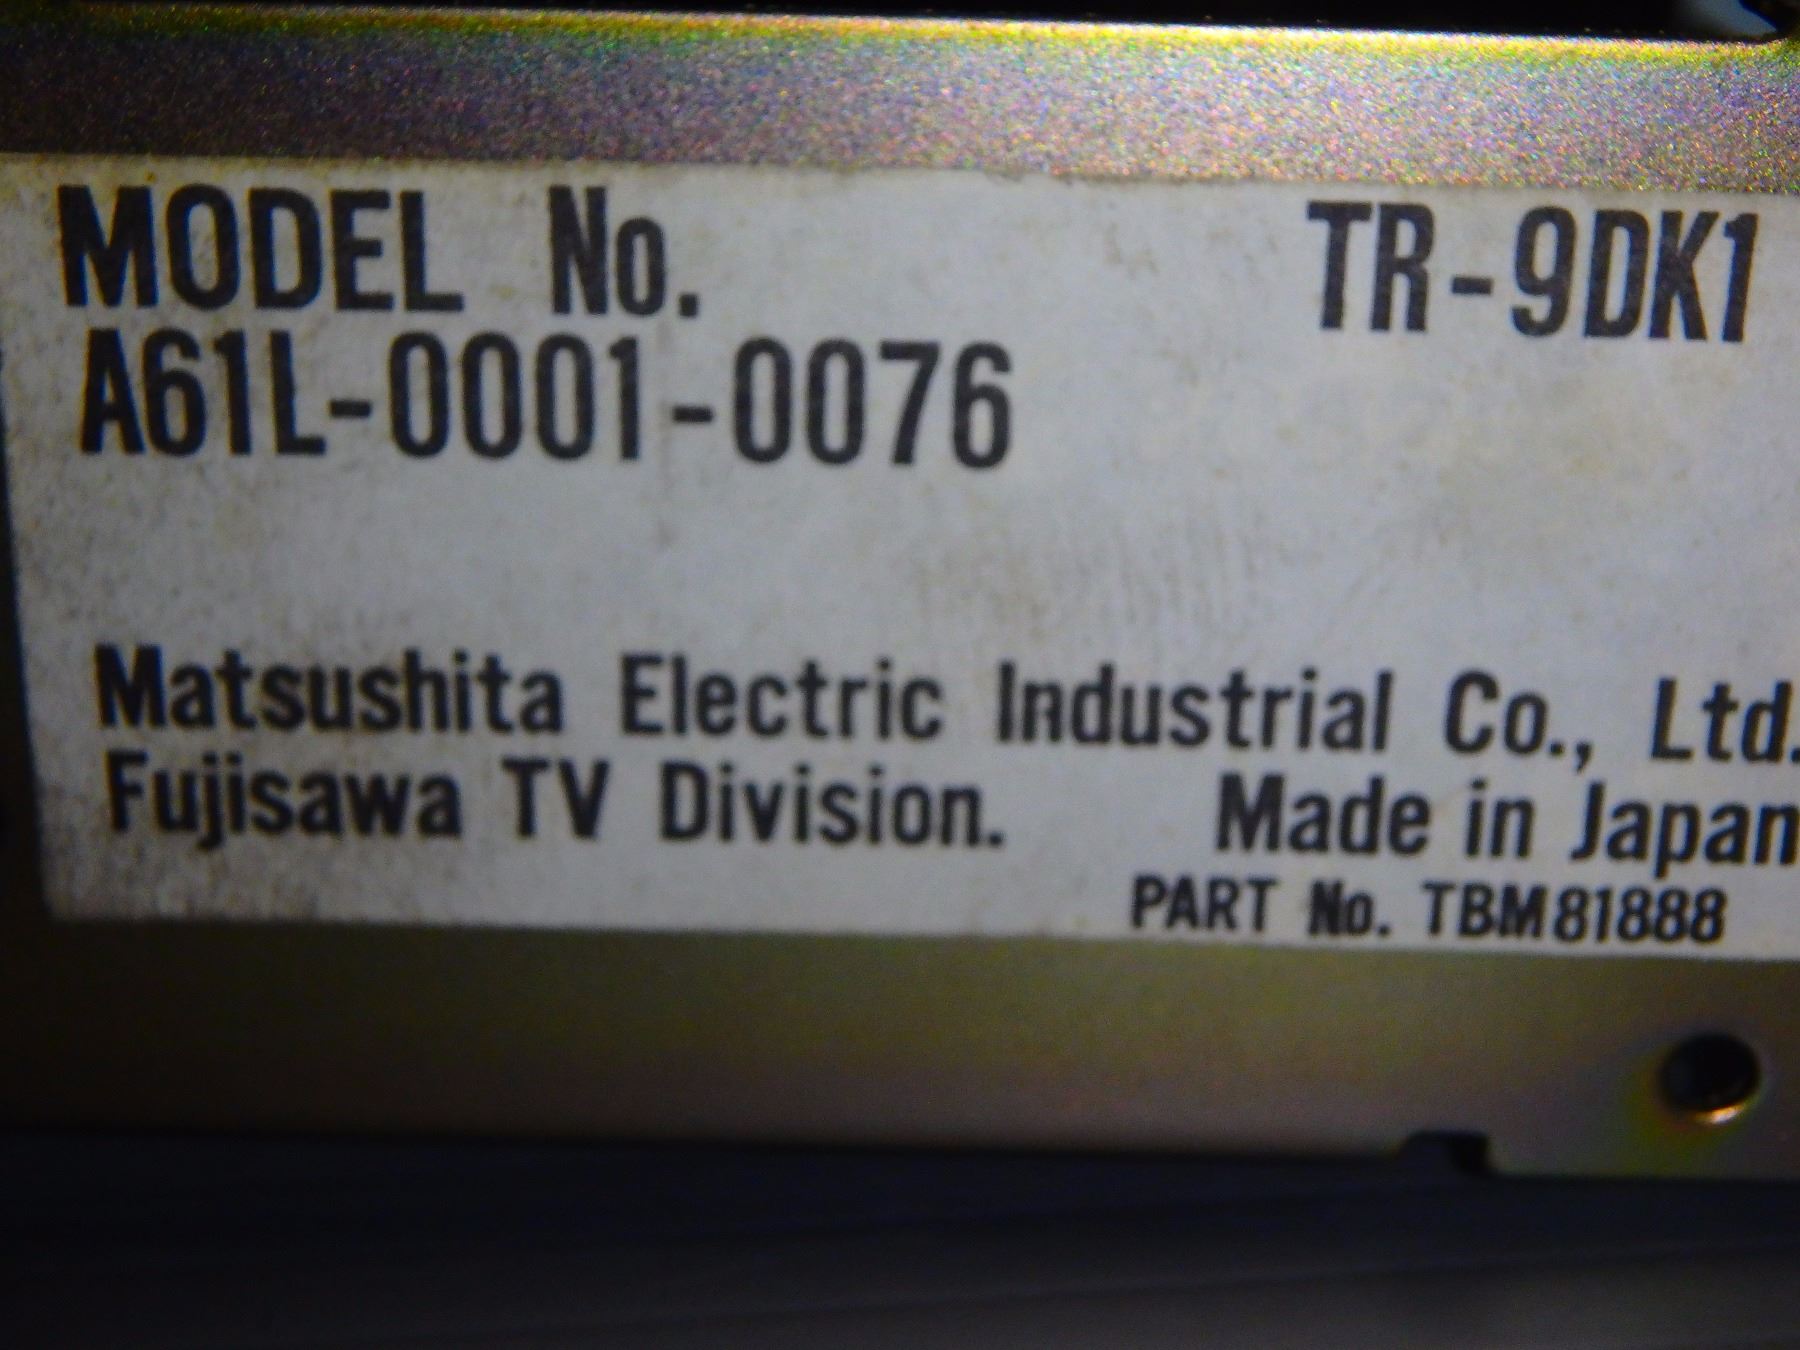 MODEL No. TR-9DK1
A61L-0001-0076
Matsushita Electric Industrial Co., Ltd.
Fujisawa TV Division. Made in Japan
PART No. TBM81888